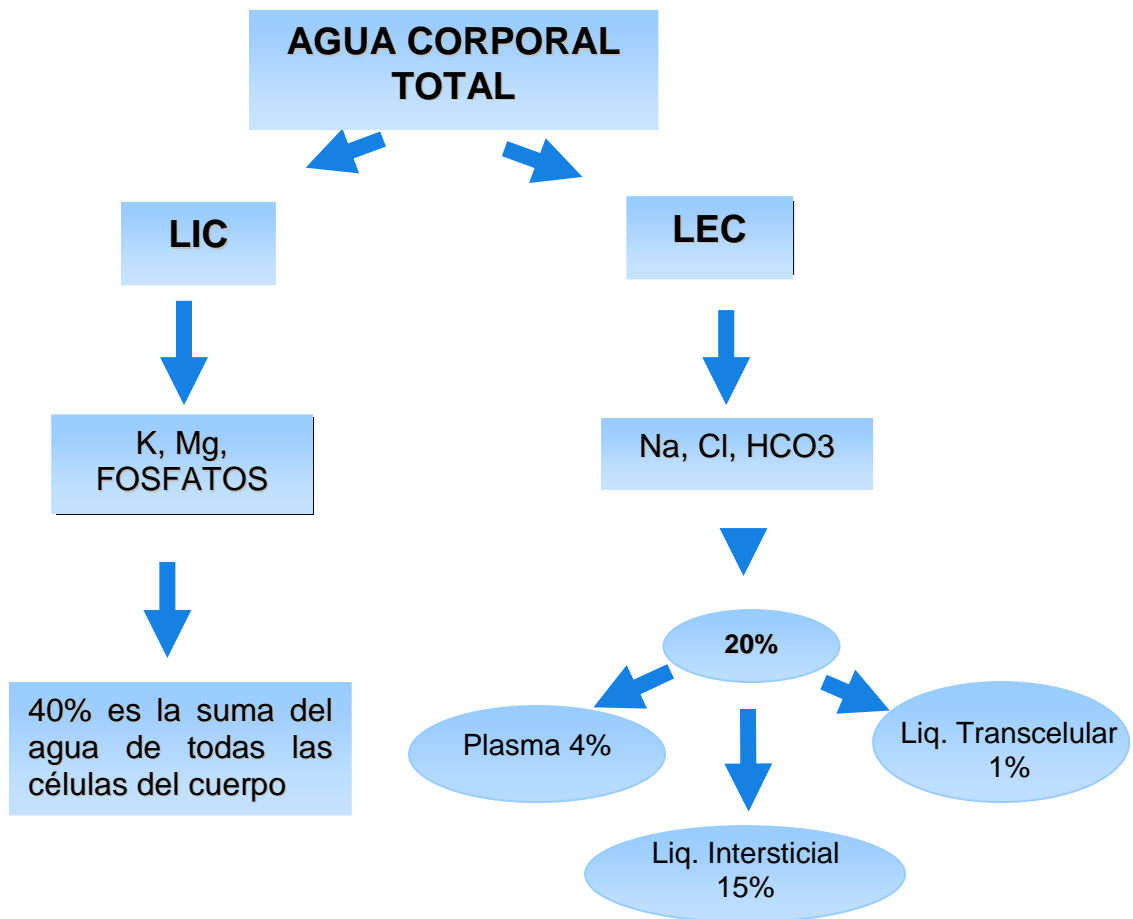 AGUA CORPORAL
TOTAL
LIC
LEC
K, Mg,
FOSFATOS
Na, Cl, HCO3
20%
40% es la suma del
agua de todas las
células del cuerpo
Plasma 4%
Liq. Transcelular
1%
Liq. Intersticial
15%